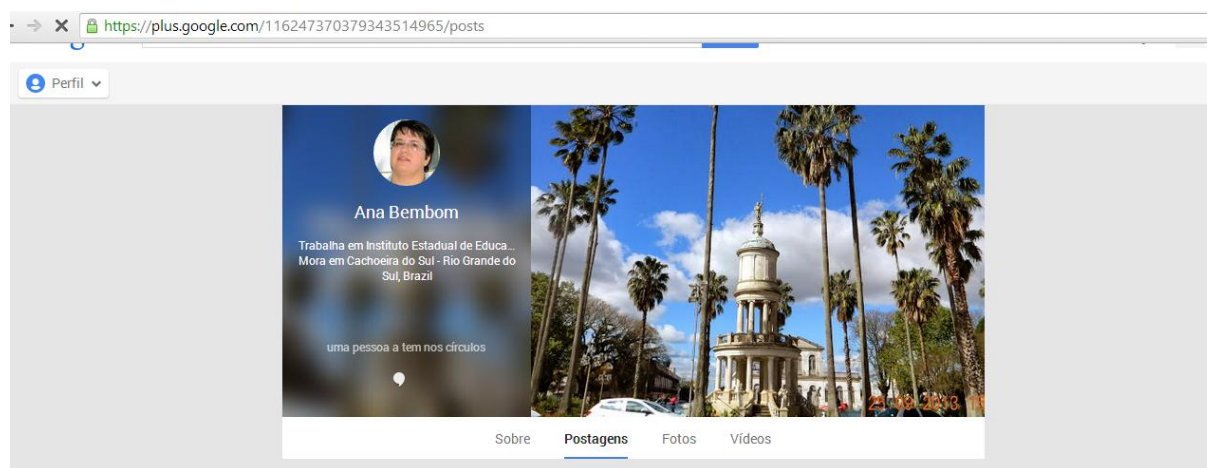 https://plus.google.com/116247370379343514965/posts
Perfil
Ana Bembom
Trabalha em Instituto Estadual de Educa...
Mora em Cachoeira do Sul - Rio Grande do
Sul, Brazil
uma pessoa a tem nos círculos
Sobre Postagens Fotos Vídeos